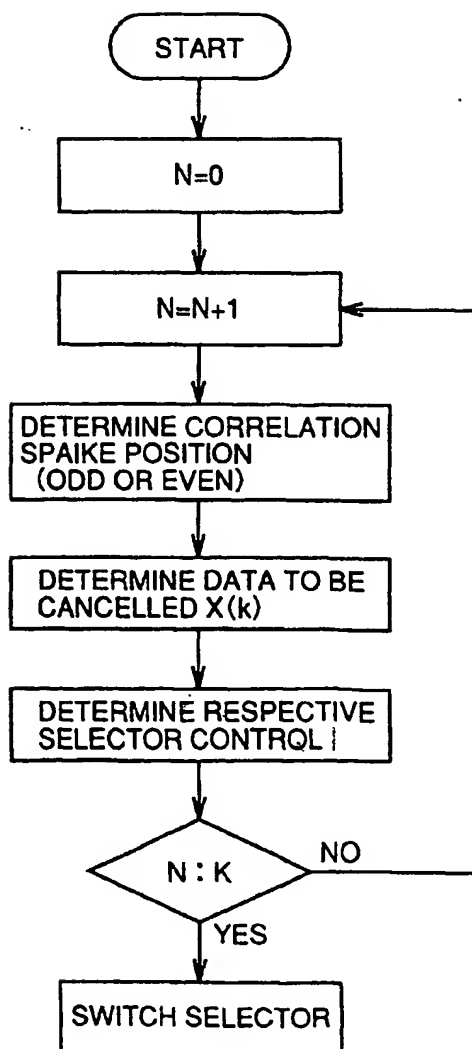 START
N=0
N=N+1
DETERMINE CORRELATION
SPAIKE POSITION
(ODD OR EVEN)
DETERMINE DATA TO BE
CANCELLED X(k)
DETERMINE RESPECTIVE
SELECTOR CONTROL
N : K
NO
YES
SWITCH SELECTOR